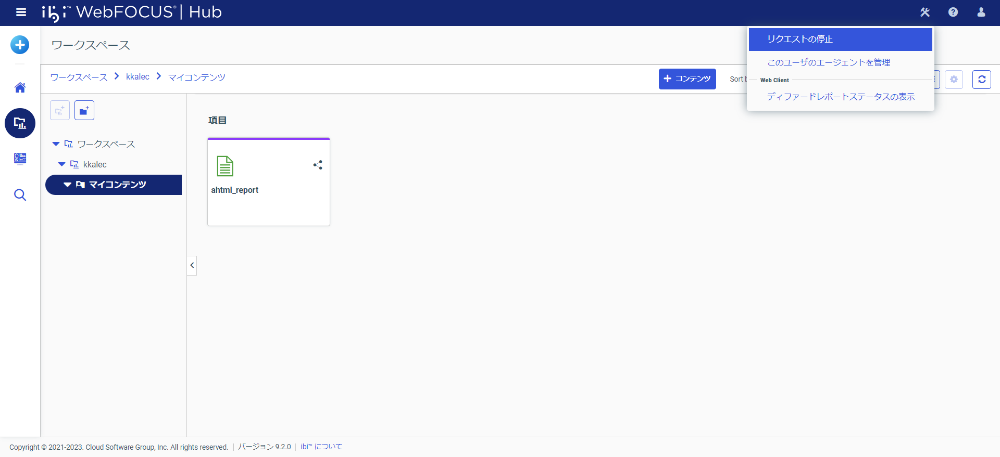 ibi™ WebFOCUS® | Hub
リクエストの停止
このユーザのエージェントを管理
Web Client
ディファードレポートステータスの表示
ワークスペース
ワークスペース kkalec マイコンテンツ
コンテンツ
Sort
ワークスペース
kkalec
マイコンテンツ
項目
ahtml_report
Copyright © 2021-2023. Cloud Software Group, Inc. All rights reserved. | バージョン 9.2.0 | ibi™ について